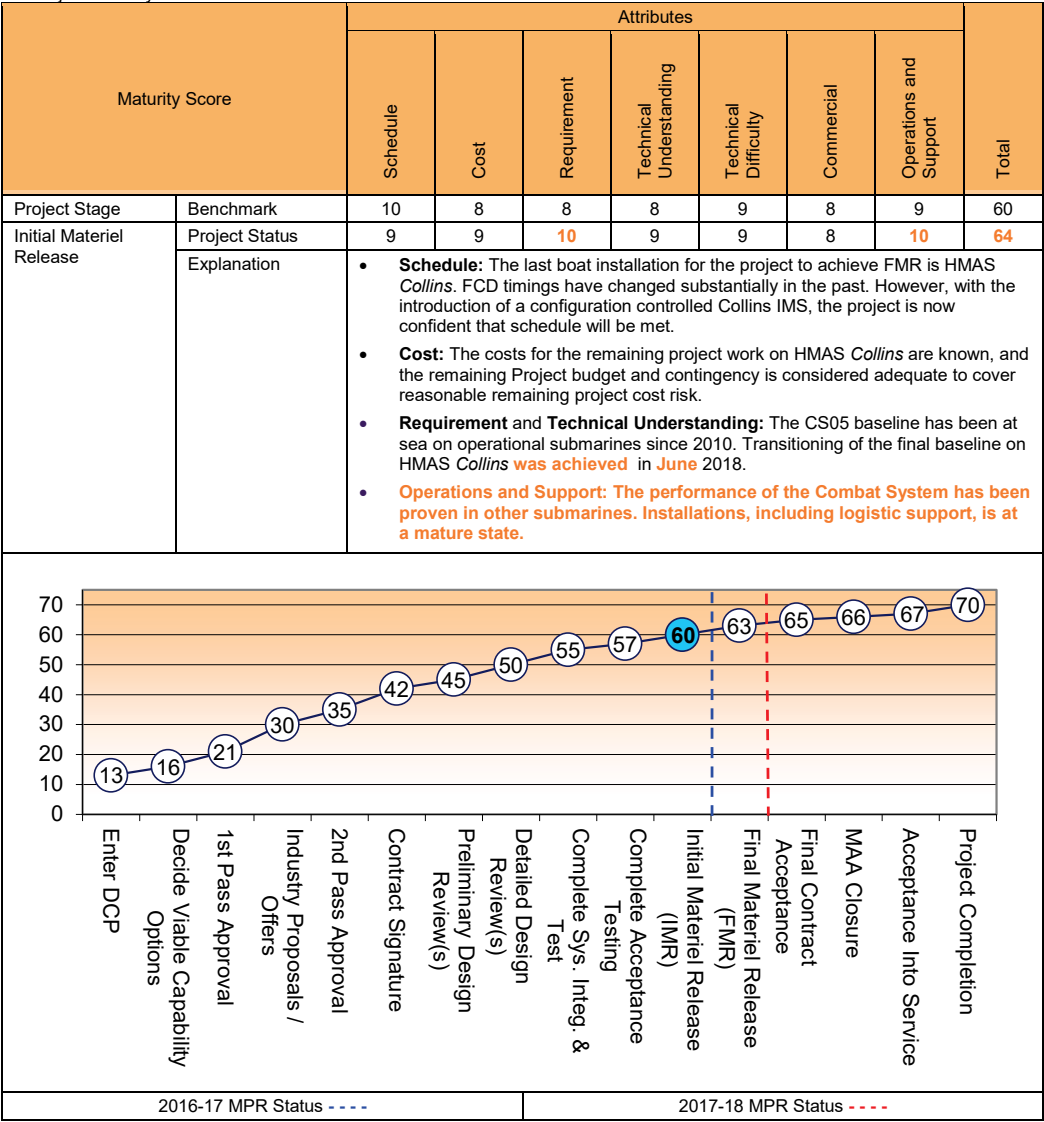 Attributes
Maturity Score
Schedule
Cost
Requirement
Technical
Understanding
Technical
Difficulty
Commercial
Operations and
Support
Total
Project Stage Benchmark 10 8 8 8 9 8 9 60
Initial Materiel Project Status 9 9 10 9 9 8 10 64
Release Explanation
• Schedule: The last boat installation for the project to achieve FMR is HMAS
Collins. FCD timings have changed substantially in the past. However, with the
introduction of a configuration controlled Collins IMS, the project is now
confident that schedule will be met.
• Cost: The costs for the remaining project work on HMAS Collins are known, and
the remaining Project budget and contingency is considered adequate to cover
reasonable remaining project cost risk.
• Requirement and Technical Understanding: The CS05 baseline has been at
sea on operational submarines since 2010. Transitioning of the final baseline on
HMAS Collins was achieved in June 2018.
• Operations and Support: The performance of the Combat System has been
proven in other submarines. Installations, including logistic support, is at
a mature state.
70
60
50
40
30
20
10
0
13
16
21
30
35
42
45
50
55
57
60
63
65
66
67
70
Enter DCP
Decide Viable Capability
Options
1st Pass Approval
Industry Proposals /
Offers
2nd Pass Approval
Contract Signature
Preliminary Design
Review(s)
Detailed Design
Review(s)
Complete Sys. Integ. &
Test
Complete Acceptance
Testing
Initial Materiel Release
(IMR)
Final Materiel Release
(FMR)
Final Contract
Acceptance
MAA Closure
Acceptance Into Service
Project Completion
2016-17 MPR Status - - - -
2017-18 MPR Status - - - -